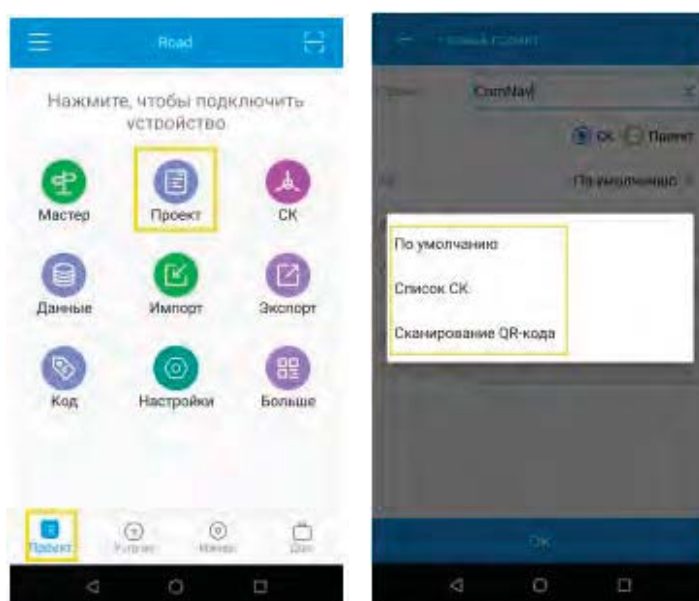 Road
Нажмите, чтобы подключить
устройство
Мастер
Проект
СК
Данные
Импорт
Экспорт
Код
Настройки
Больше
Проект
ComNav
СК
Проект
По умолчанию
По умолчанию
Список СК
Сканирование QR-кода
OK